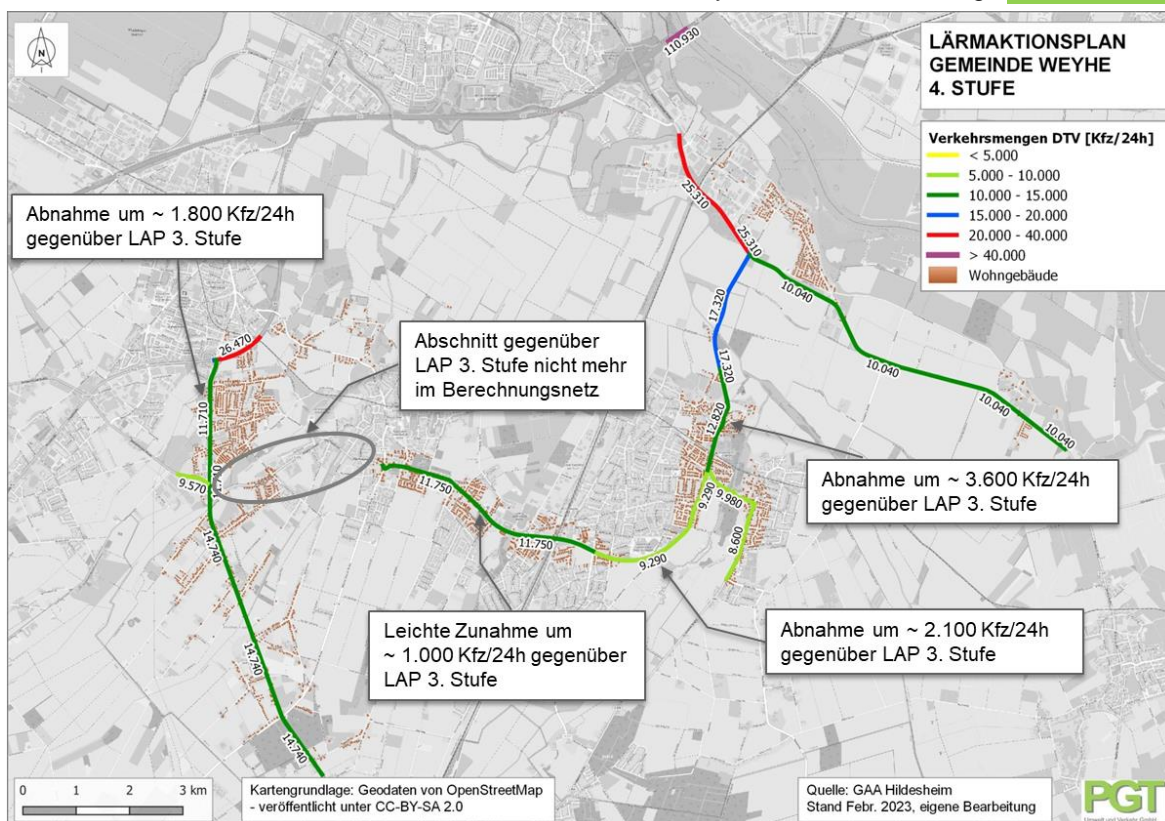 N
LÄRMAKTIONSPLAN
GEMEINDE WEYHE
4. STUFE
Verkehrsmengen DTV [Kfz/24h]
< 5.000
5.000 - 10.000
10.000 - 15.000
15.000 - 20.000
20.000 - 40.000
> 40.000
Wohngebäude
110.930
25.310
25.310
10.040
10.040
10.040
10.040
17.320
17.320
12.820
Abnahme um ~ 1.800 Kfz/24h
gegenüber LAP 3. Stufe
Abschnitt gegenüber
LAP 3. Stufe nicht mehr
im Berechnungsnetz
26.470
11.710
9.570
14.740
14.740
14.740
11.750
11.750
9.290
9.290
9.980
8.600
Abnahme um ~ 3.600 Kfz/24h
gegenüber LAP 3. Stufe
Leichte Zunahme um
~ 1.000 Kfz/24h gegenüber
LAP 3. Stufe
Abnahme um ~ 2.100 Kfz/24h
gegenüber LAP 3. Stufe
0 1 2 3 km
Kartengrundlage: Geodaten von OpenStreetMap
- veröffentlicht unter CC-BY-SA 2.0
Quelle: GAA Hildesheim
Stand Febr. 2023, eigene Bearbeitung
PGT
Umwelt und Verkehr GmbH